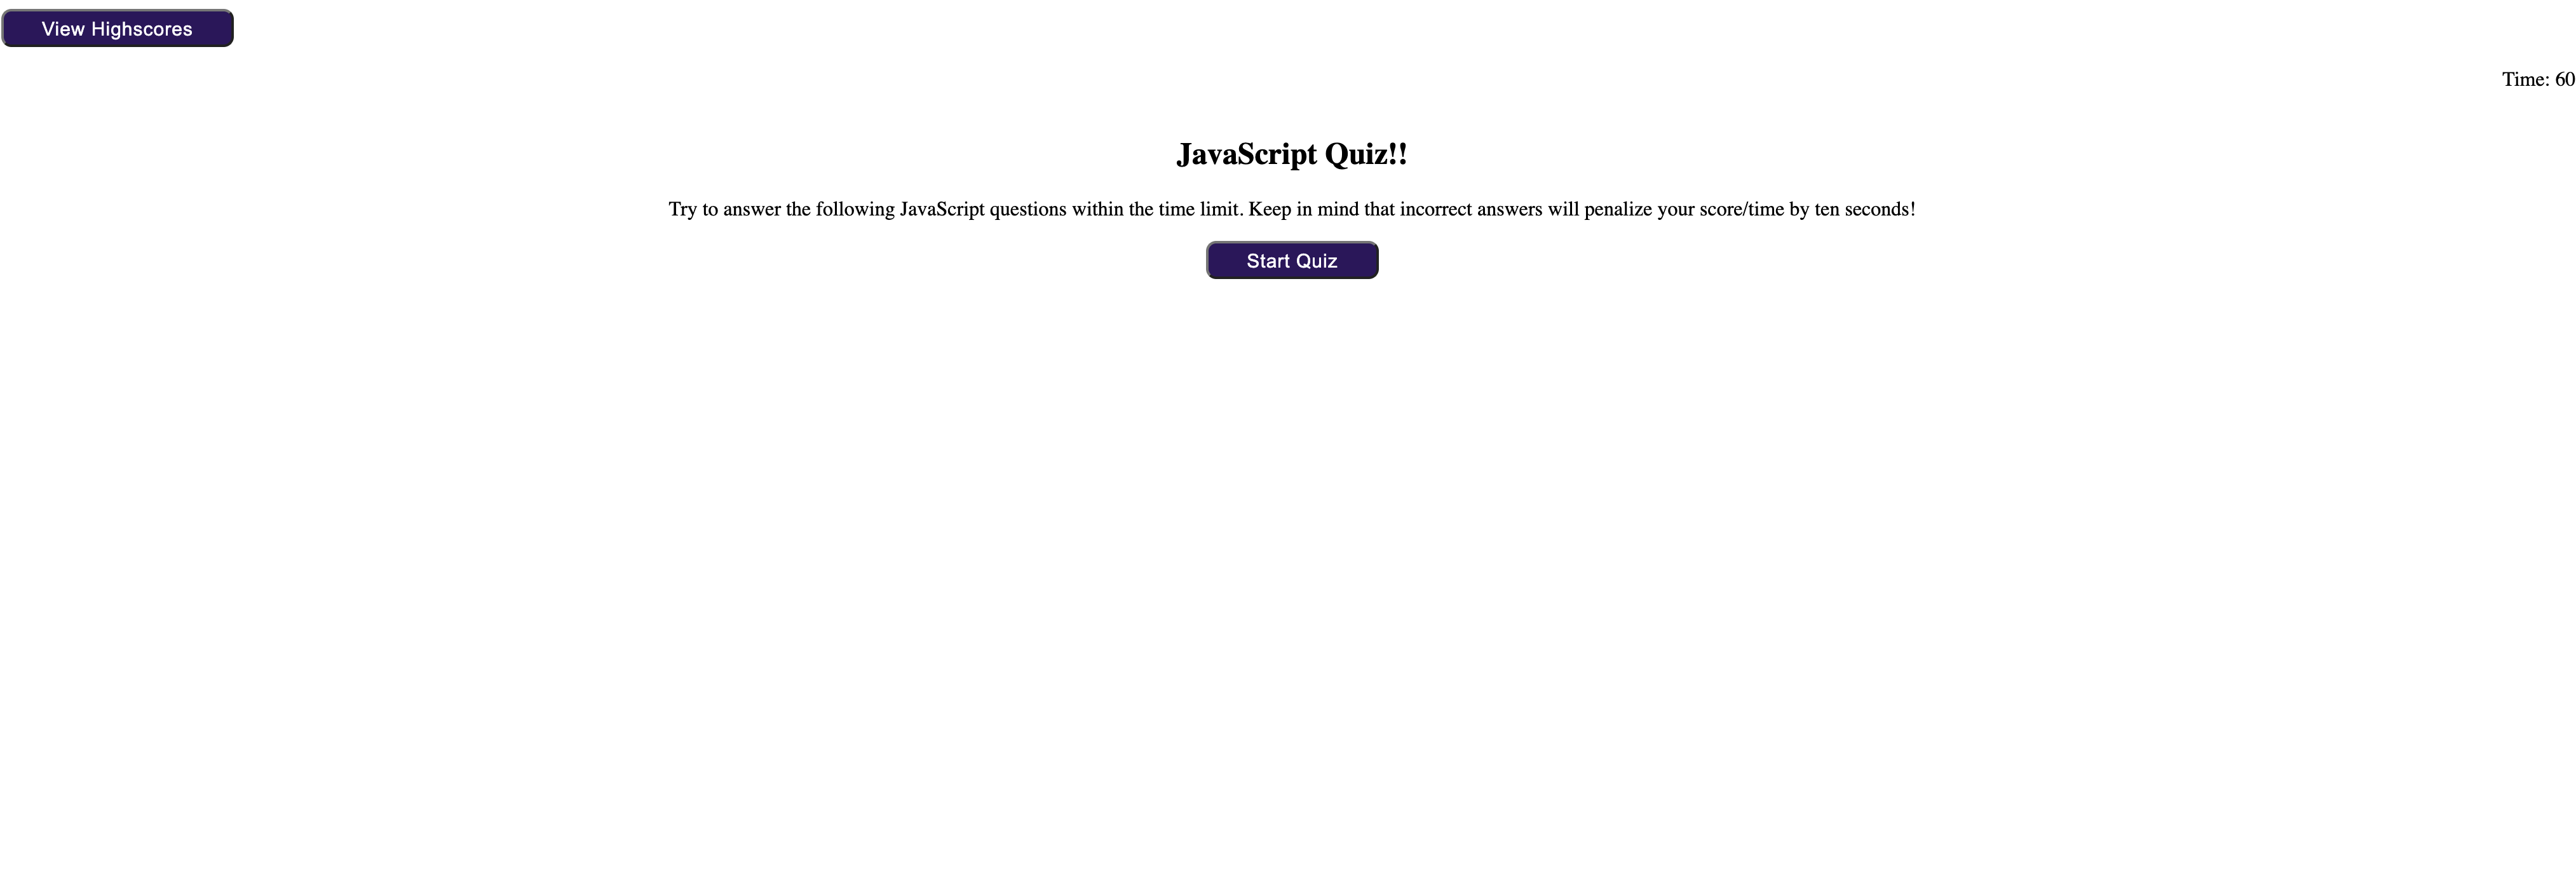 View Highscores
Time: 60
JavaScript Quiz!!
Try to answer the following JavaScript questions within the time limit. Keep in mind that incorrect answers will penalize your score/time by ten seconds!
Start Quiz